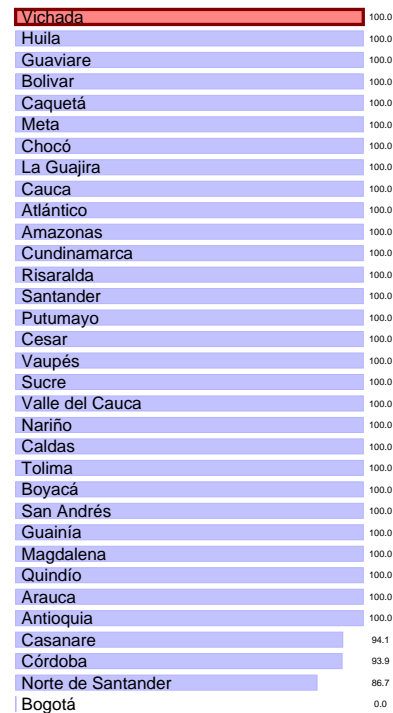 Vichada 100.0
Huila 100.0
Guaviare 100.0
Bolivar 100.0
Caquetá 100.0
Meta 100.0
Chocó 100.0
La Guajira 100.0
Cauca 100.0
Atlántico 100.0
Amazonas 100.0
Cundinamarca 100.0
Risaralda 100.0
Santander 100.0
Putumayo 100.0
Cesar 100.0
Vaupés 100.0
Sucre 100.0
Valle del Cauca 100.0
Nariño 100.0
Caldas 100.0
Tolima 100.0
Boyacá 100.0
San Andrés 100.0
Guainía 100.0
Magdalena 100.0
Quindío 100.0
Arauca 100.0
Antioquia 100.0
Casanare 94.1
Córdoba 93.9
Norte de Santander 86.7
Bogotá 0.0